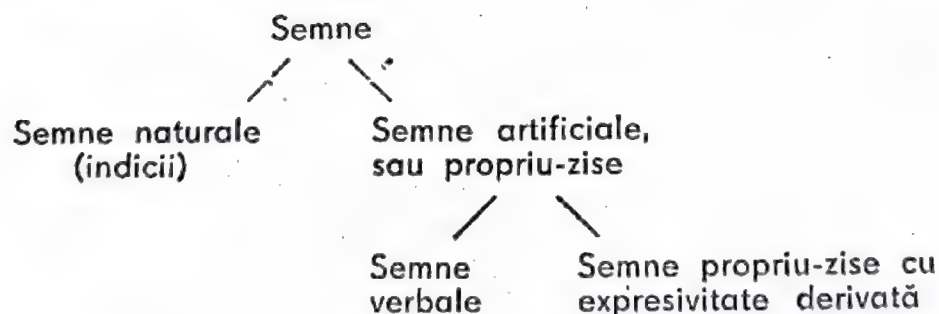 Semne
Semne naturale
(indicii)
Semne artificiale,
sau propriu-zise
Semne
verbale
Semne propriu-zise cu
expresivitate derivată